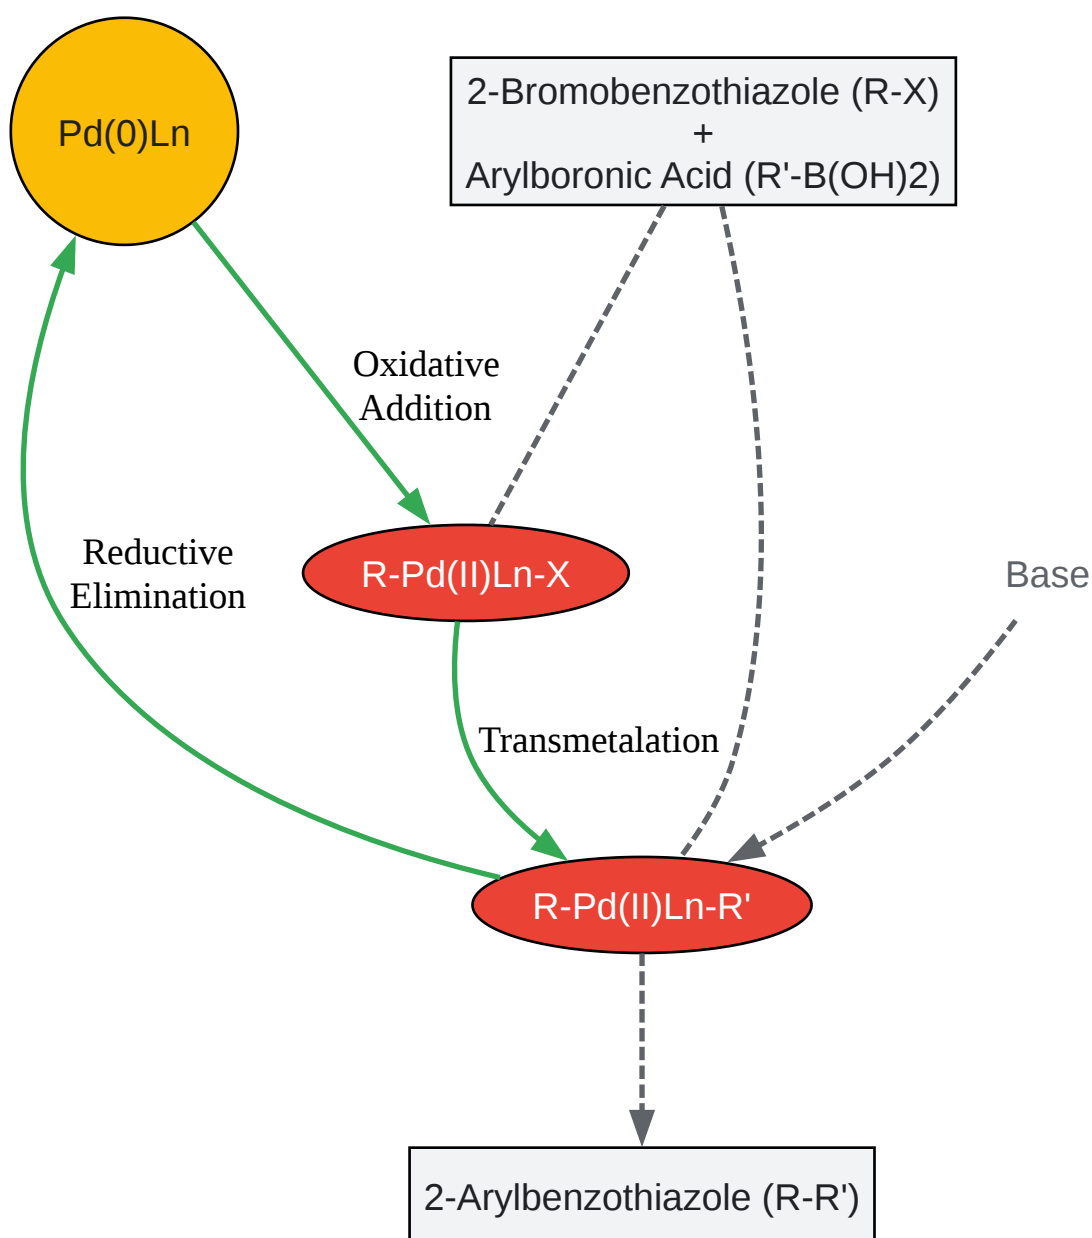 Pd(0)Ln
2-Bromobenzothiazole (R-X)
+
Arylboronic Acid (R'-B(OH)2)
Oxidative
Addition
Reductive
Elimination
R-Pd(II)Ln-X
Base
Transmetalation
R-Pd(II)Ln-R'
2-Arylbenzothiazole (R-R')